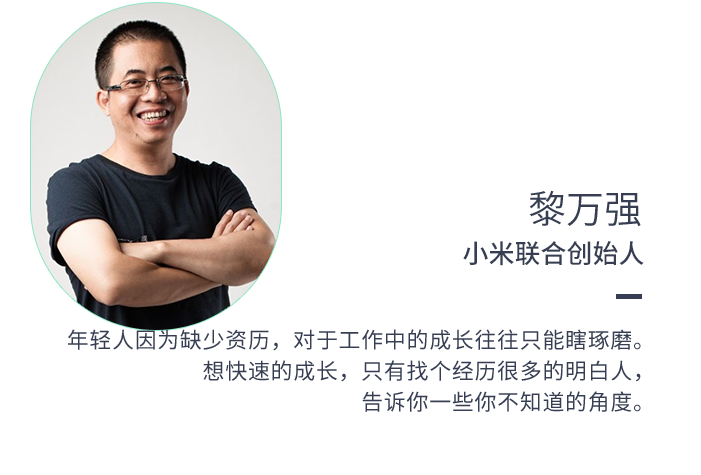 黎万强
小米联合创始人
年轻人因为缺少资历，对于工作中的成长往往只能瞎琢磨。
想快速的成长，只有找个经历很多的明白人，
告诉你一些你不知道的角度。